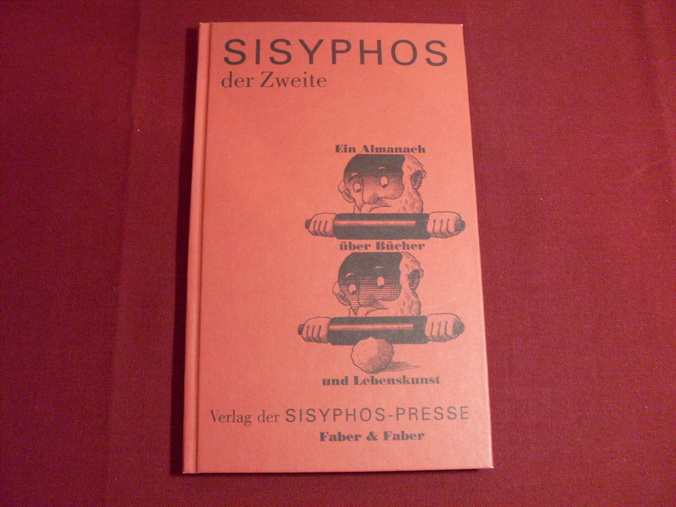 SISYPHOS
der Zweite
Ein Almanach
über Bücher
und Lebenskunst
Verlag der SISYPHOS-PRESSE
Faber & Faber